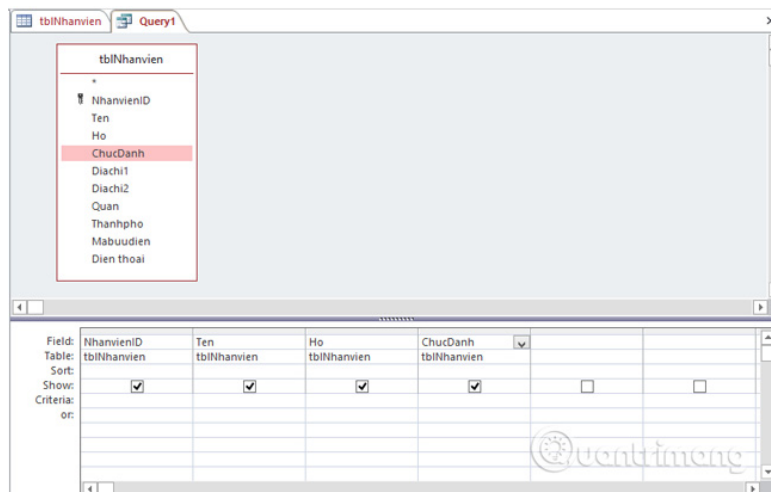 tblNhanvien Query1
tblNhanvien
*
NhanvienID
Ten
Ho
ChucDanh
Diachi1
Diachi2
Quan
Thanhpho
Mabuudien
Dien thoai
Field: NhanvienID Ten Ho ChucDanh
Table: tblNhanvien tblNhanvien tblNhanvien tblNhanvien
Sort:
Show:
Criteria:
or:
Quantrimang